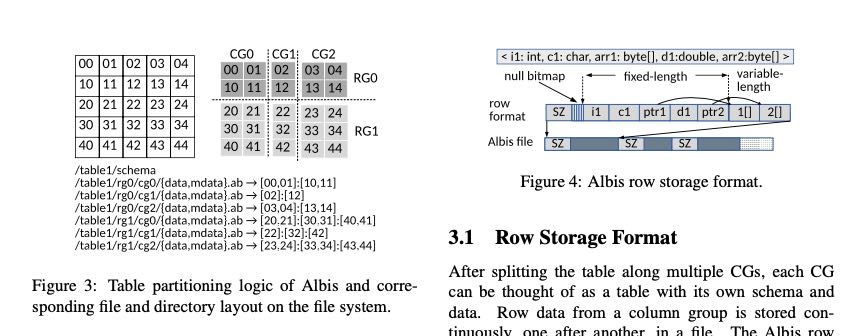 00 01 02 03 04
10 11 12 13 14
20 21 22 23 24
30 31 32 33 34
40 41 42 43 44
CG0 CG1 CG2
00 01 02 03 04
10 11 12 13 14
RG0
20 21 22 23 24
30 31 32 33 34
40 41 42 43 44
RG1
/table1/schema
/table1/rg0/cg0/{data,mdata}.ab → [00,01]:[10,11]
/table1/rg0/cg1/{data,mdata}.ab → [02]:[12]
/table1/rg0/cg2/{data,mdata}.ab → [03,04]:[13,14]
/table1/rg1/cg0/{data,mdata}.ab → [20.21]:[30.31]:[40.41]
/table1/rg1/cg1/{data,mdata}.ab → [22]:[32]:[42]
/table1/rg1/cg2/{data,mdata}.ab → [23,24]:[33.34]:[43.44]
Figure 3: Table partitioning logic of Albis and corre-
sponding file and directory layout on the file system.
< i1: int, c1: char, arr1: byte[], d1:double, arr2:byte[] >
null bitmap
fixed-length
variable-
length
row
format
SZ i1 c1 ptr1 d1 ptr2 1[] 2[]
Albis file
SZ SZ SZ
Figure 4: Albis row storage format.
3.1 Row Storage Format
After splitting the table along multiple CGs, each CG
can be thought of as a table with its own schema and
data. Row data from a column group is stored con-
tinuously, one after another, in a file. The Albis row